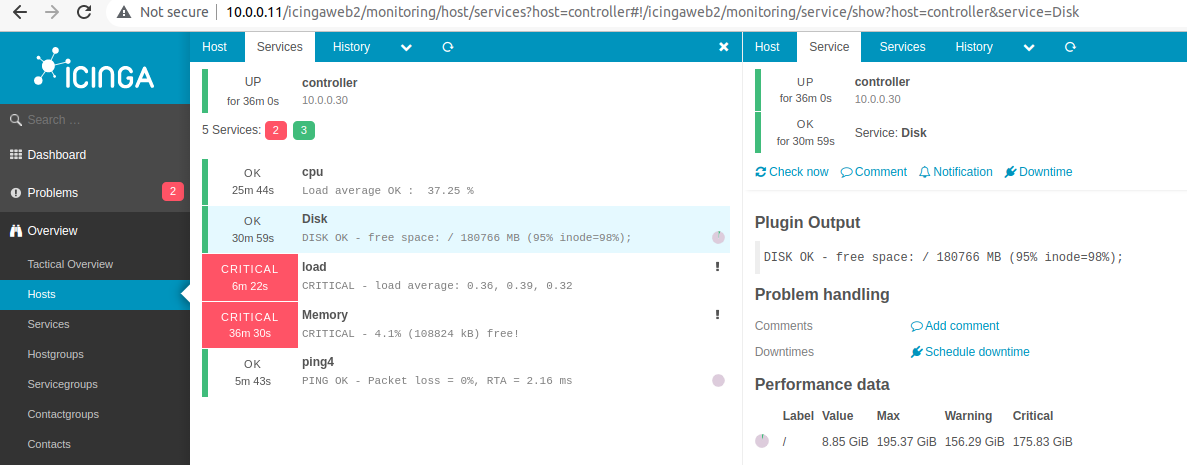 Not secure | 10.0.0.11/icingaweb2/monitoring/host/services?host=controller#!/icingaweb2/monitoring/service/show?host=controller&service=Disk
ICINGA
Search ...
Dashboard
Problems 2
Overview
Tactical Overview
Hosts
Services
Hostgroups
Servicegroups
Contactgroups
Contacts
Host Services History
UP controller
for 36m 0s 10.0.0.30
5 Services: 2 3
OK cpu
25m 44s Load average OK : 37.25 %
OK Disk
30m 59s DISK OK - free space: / 180766 MB (95% inode=98%);
CRITICAL load !
6m 22s CRITICAL - load average: 0.36, 0.39, 0.32
CRITICAL Memory !
36m 30s CRITICAL - 4.1% (108824 kB) free!
OK ping4
5m 43s PING OK - Packet loss = 0%, RTA = 2.16 ms
Host Service Services History
UP controller
for 36m 0s 10.0.0.30
OK Service: Disk
for 30m 59s
Check now Comment Notification Downtime
Plugin Output
DISK OK - free space: / 180766 MB (95% inode=98%);
Problem handling
Comments Add comment
Downtimes Schedule downtime
Performance data
Label Value Max Warning Critical
/ 8.85 GiB 195.37 GiB 156.29 GiB 175.83 GiB